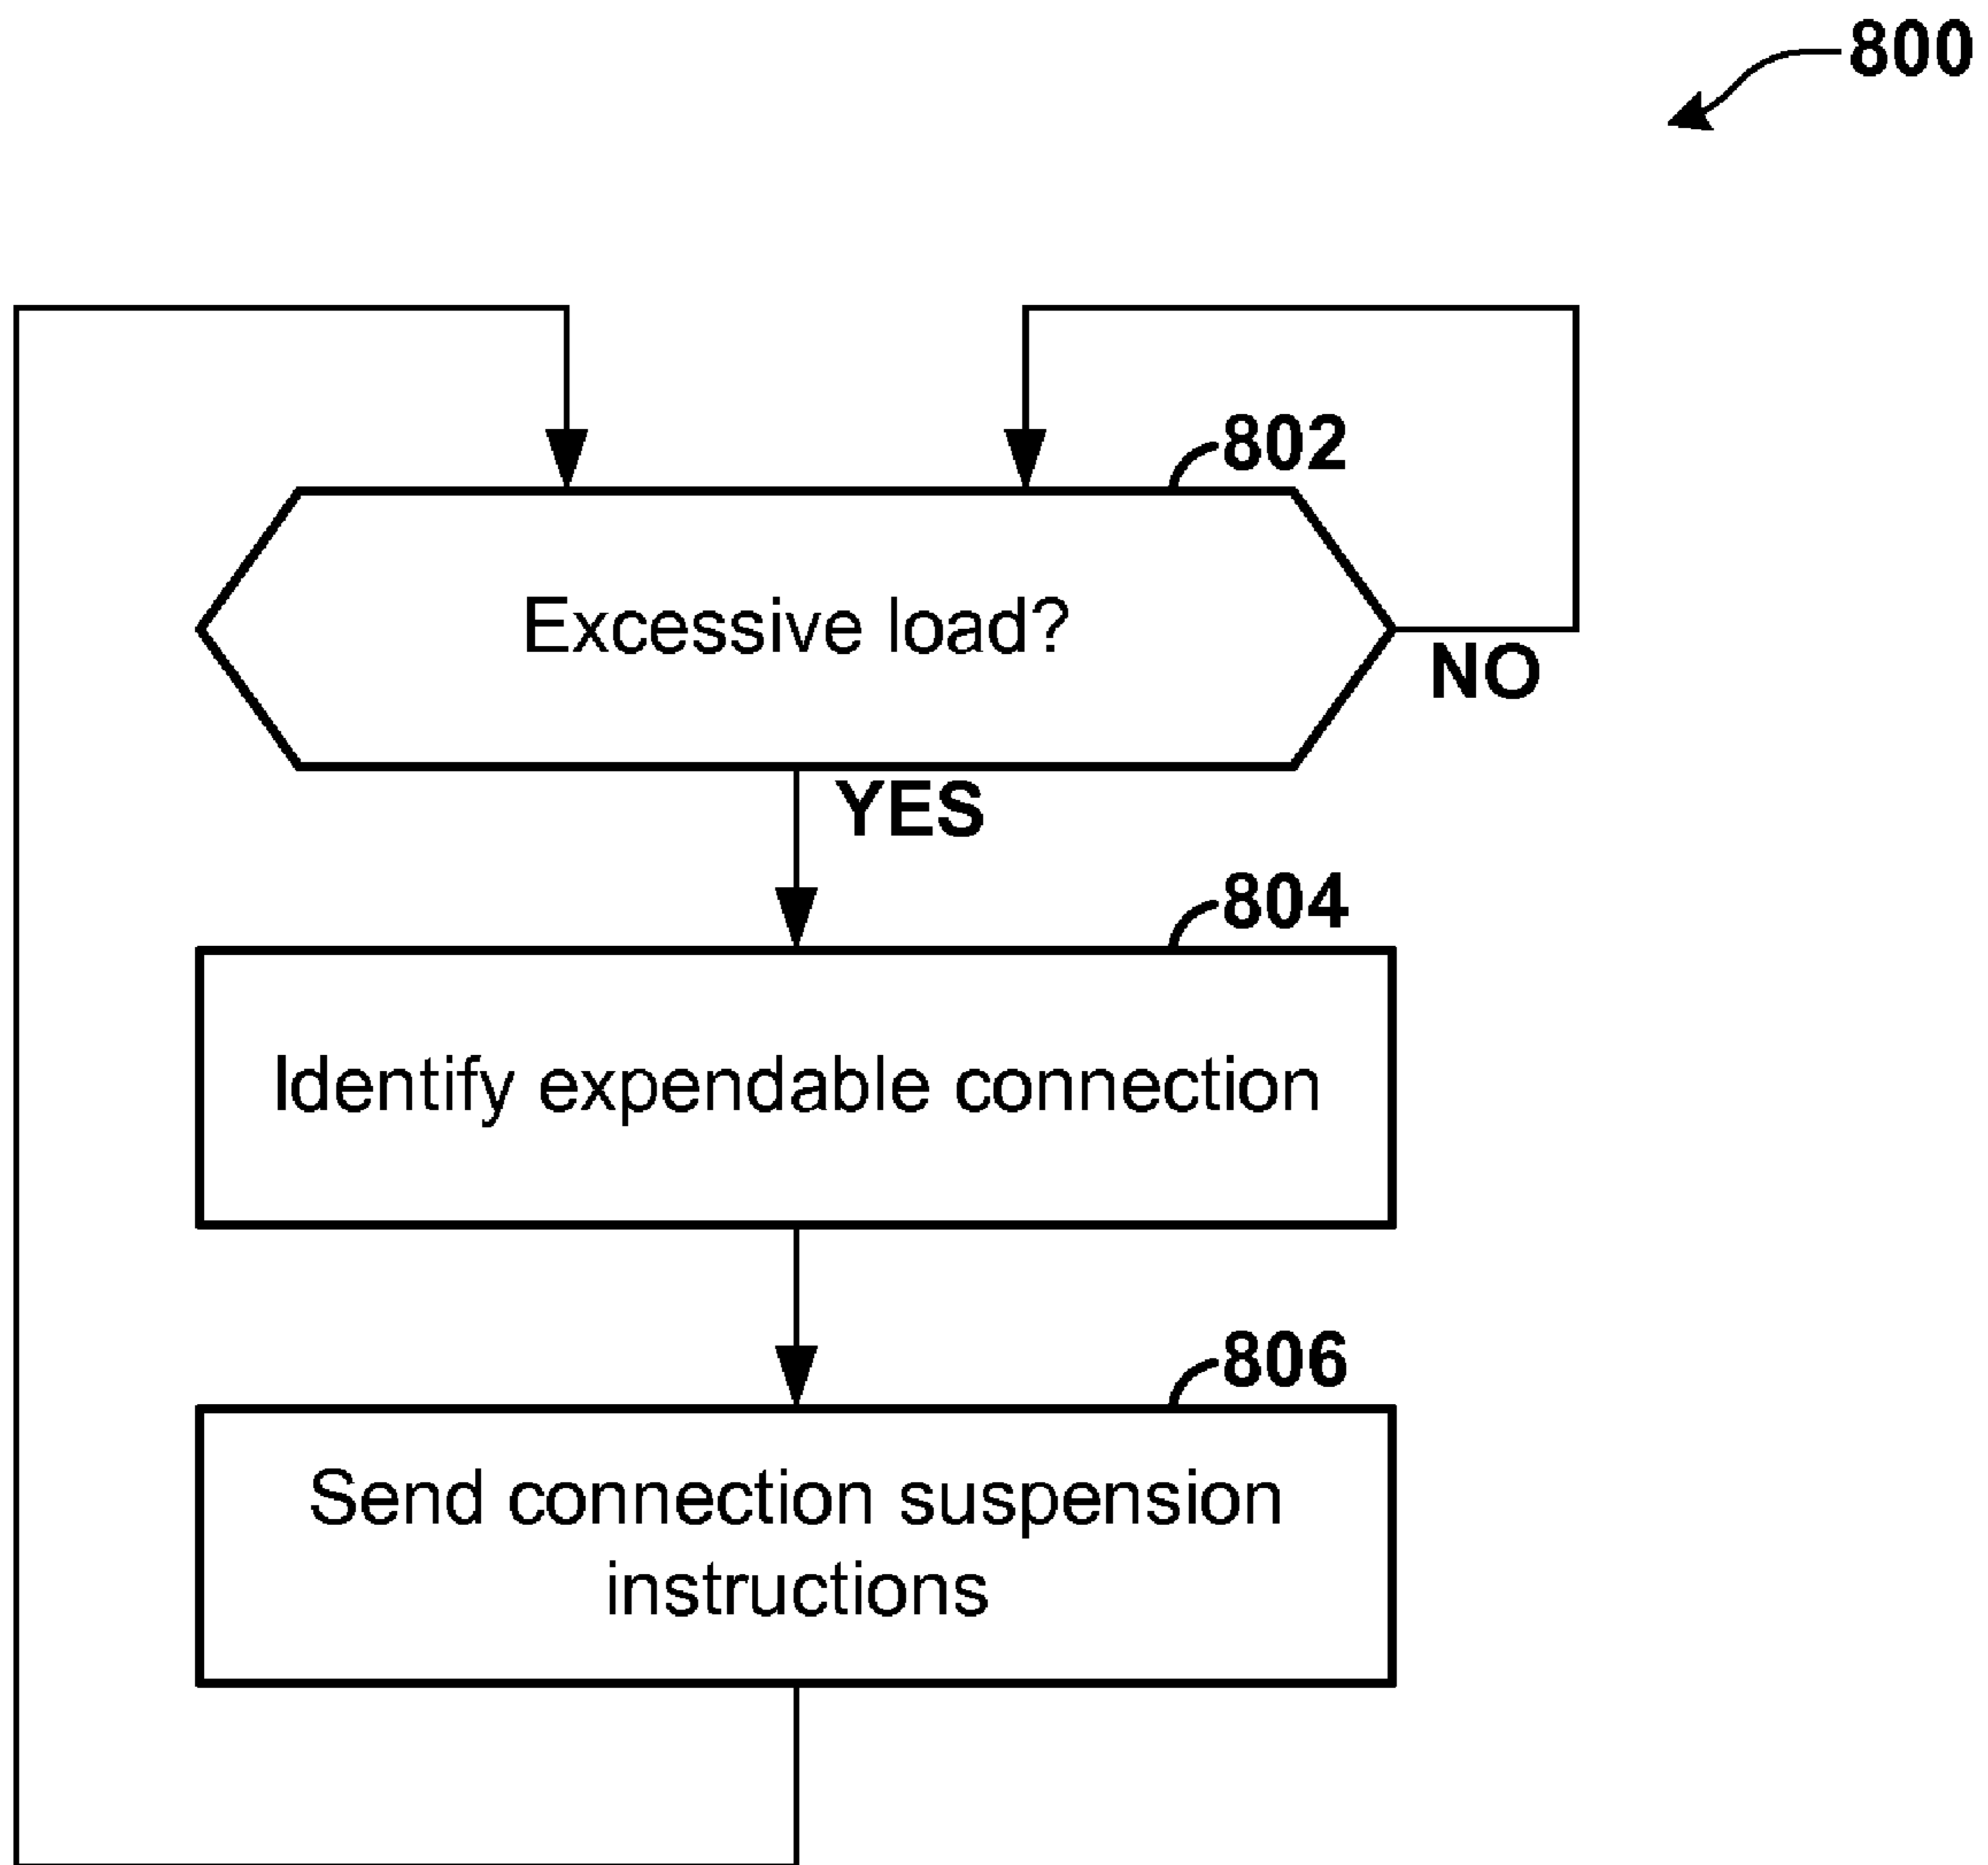 800
802
Excessive load?
NO
YES
804
Identify expendable connection
806
Send connection suspension
instructions